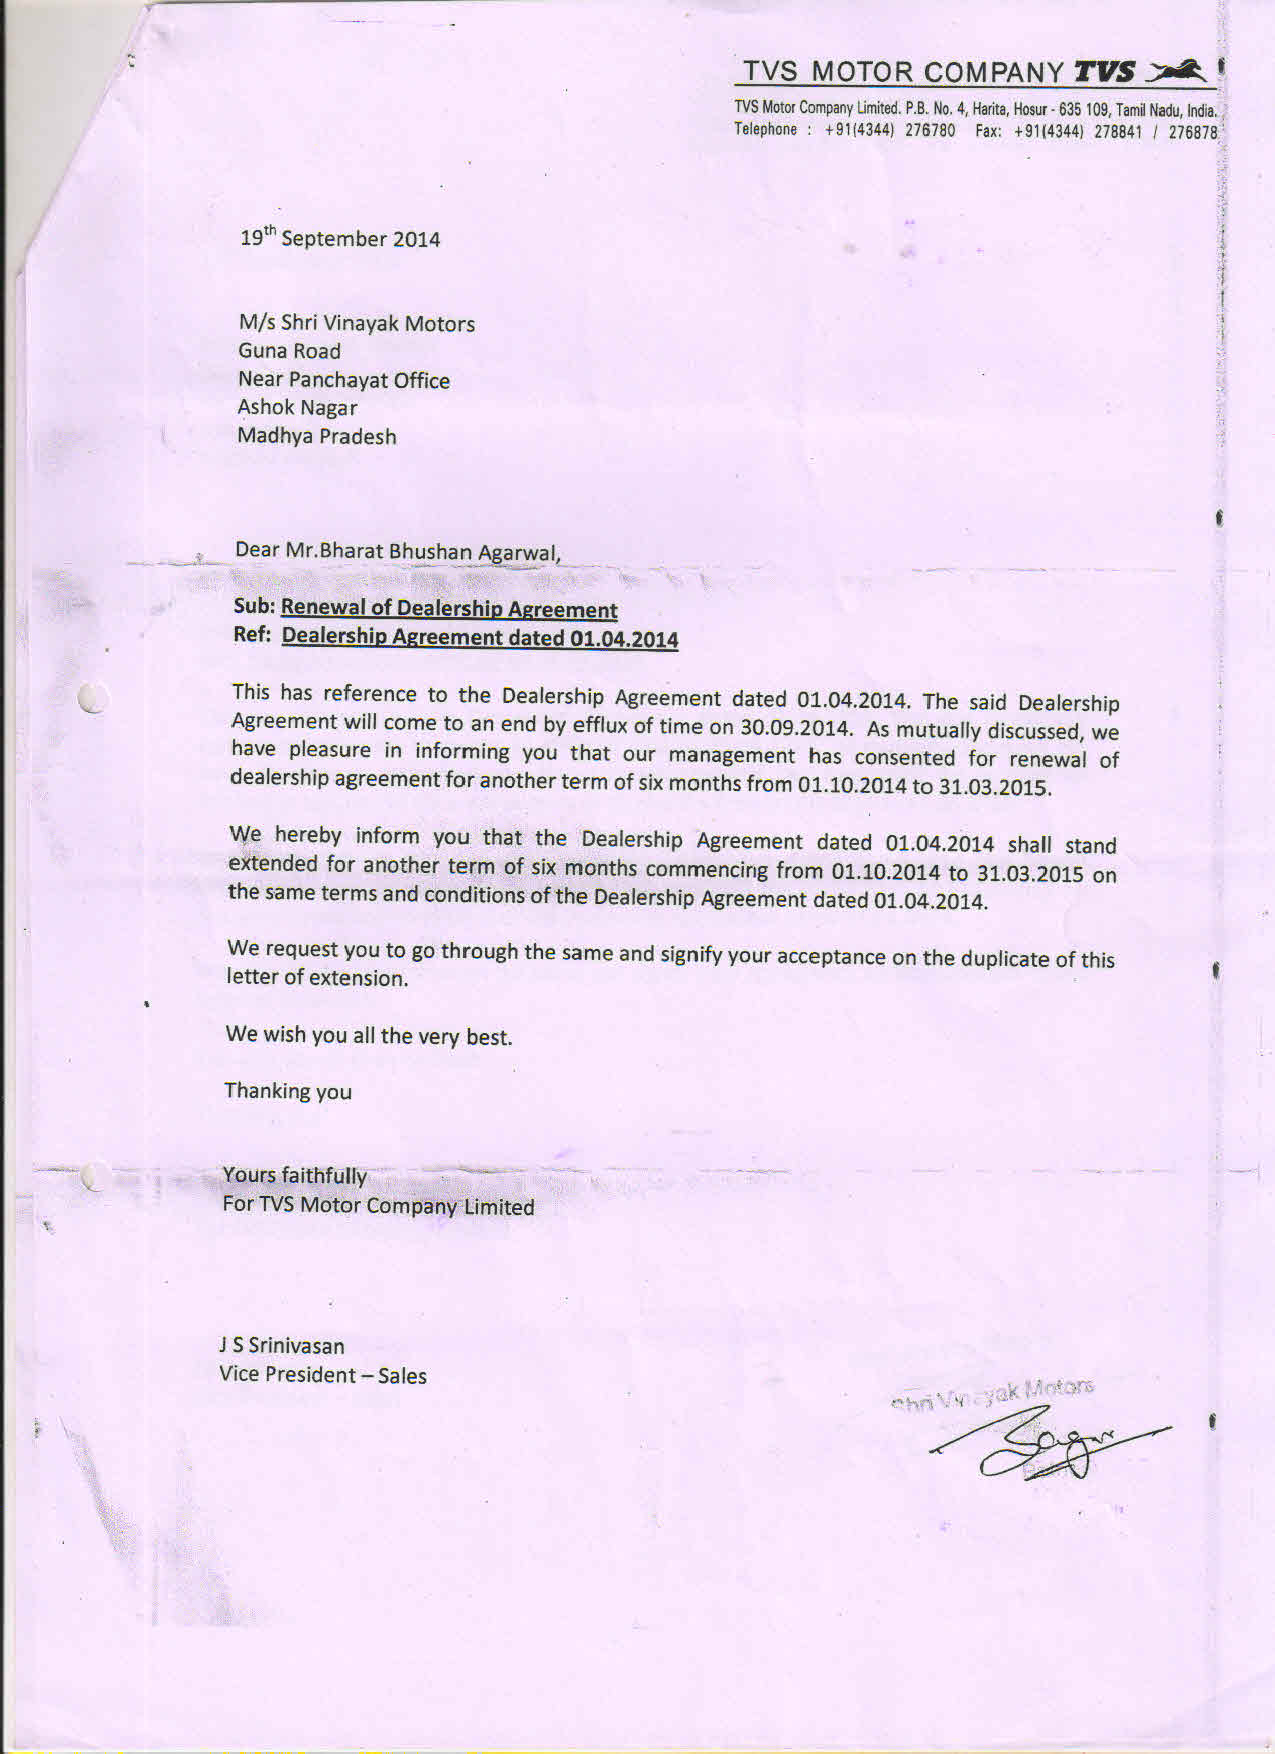 TVS MOTOR COMPANY TVS
TVS Motor Company Limited. P.B. No. 4, Harita, Hosur - 635 109, Tamil Nadu, India.
Telephone : +91(4344) 276780 Fax: +91(4344) 278841 / 276878
19th September 2014
M/s Shri Vinayak Motors
Guna Road
Near Panchayat Office
Ashok Nagar
Madhya Pradesh
Dear Mr.Bharat Bhushan Agarwal,
Sub: Renewal of Dealership Agreement
Ref: Dealership Agreement dated 01.04.2014
This has reference to the Dealership Agreement dated 01.04.2014. The said Dealership
Agreement will come to an end by efflux of time on 30.09.2014. As mutually discussed, we
have pleasure in informing you that our management has consented for renewal of
dealership agreement for another term of six months from 01.10.2014 to 31.03.2015.
We hereby inform you that the Dealership Agreement dated 01.04.2014 shall stand
extended for another term of six months commencing from 01.10.2014 to 31.03.2015 on
the same terms and conditions of the Dealership Agreement dated 01.04.2014.
We request you to go through the same and signify your acceptance on the duplicate of this
letter of extension.
We wish you all the very best.
Thanking you
Yours faithfully
For TVS Motor Company Limited
J S Srinivasan
Vice President – Sales
Shri Vinayak Motors